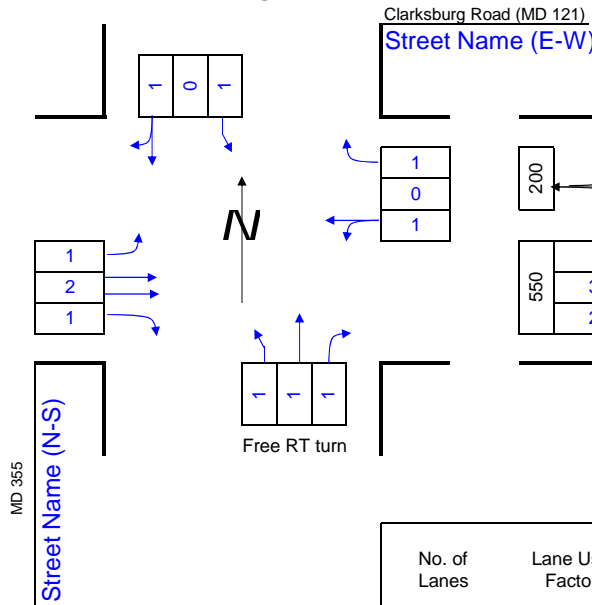 Clarksburg Road (MD 121)
Street Name (E-W)
1 0 1
1
0
1
200
N
1
2
1
550
1 1 1
Free RT turn
MD 355
Street Name (N-S)
No. of
Lanes
Lane